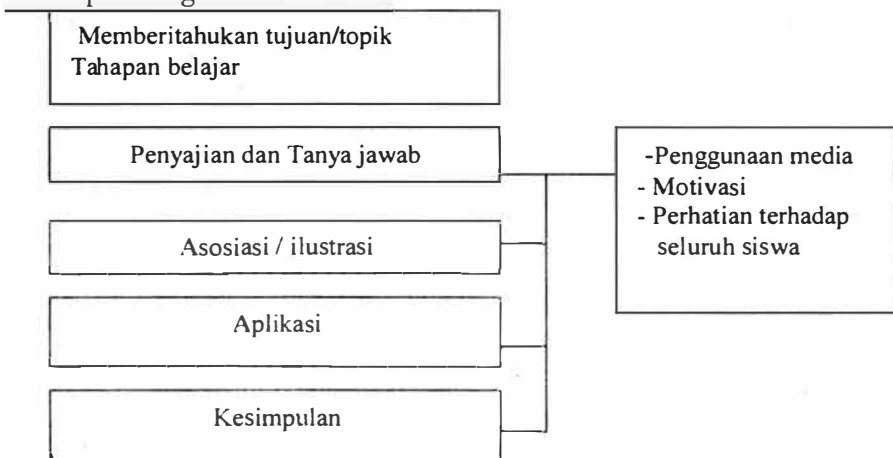 Memberitahukan tujuan/topik
Tahapan belajar
Penyajian dan Tanya jawab
-Penggunaan media
- Motivasi
- Perhatian terhadap
seluruh siswa
Asosiasi / ilustrasi
Aplikasi
Kesimpulan